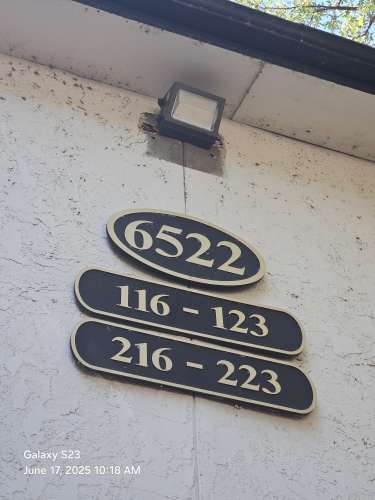 6522
116 - 123
216 - 223
Galaxy S23
June 17, 2025 10:18 AM